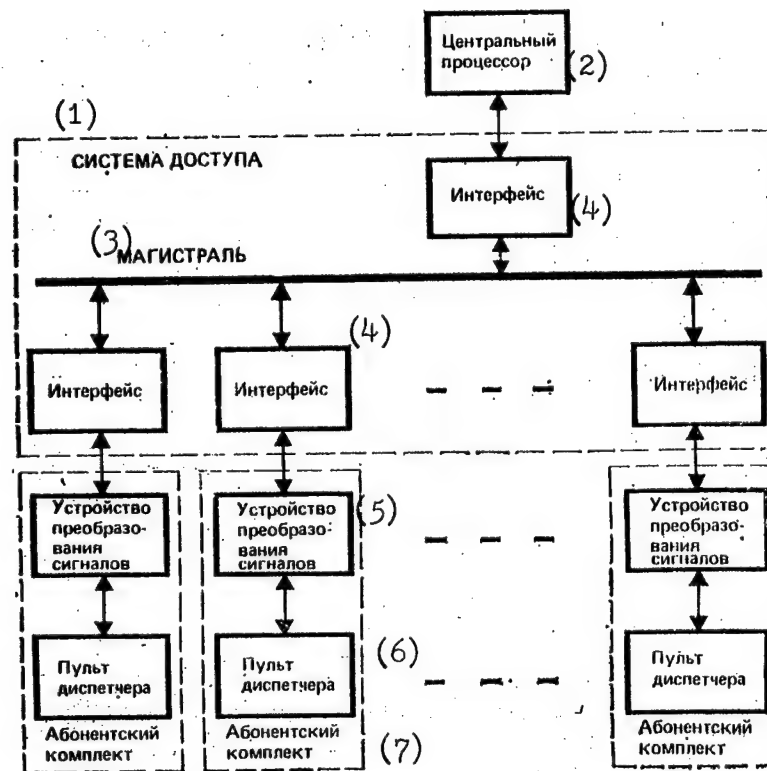 Центральный
процессор
(2)
(1)
СИСТЕМА ДОСТУПА
Интерфейс
(4)
(3)
МАГИСТРАЛЬ
(4)
Интерфейс
Интерфейс
Интерфейс
Устройство
преобразо-
вания
сигналов
Устройство
преобразо-
вания
сигналов
(5)
Устройство
преобразо-
вания
сигналов
Пульт
диспетчера
Пульт
диспетчера
(6)
Пульт
диспетчера
Абонентский
комплект
Абонентский
комплект
(7)
Абонентский
комплект